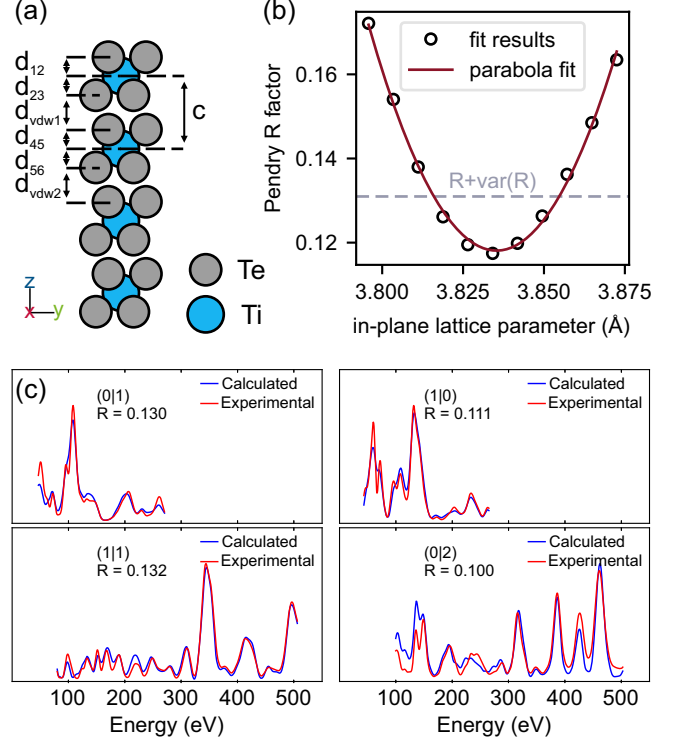 (a)
d12
d23
dvdw1
d45
d56
dvdw2
c
Te
Ti
z
x
y
(b)
Pendry R factor
0.16
0.14
0.12
fit results
parabola fit
R+var(R)
3.800
3.825
3.850
3.875
in-plane lattice parameter (Å)
(c)
(0|1)
R = 0.130
Calculated
Experimental
(1|0)
R = 0.111
Calculated
Experimental
(1|1)
R = 0.132
Calculated
Experimental
100
200
300
400
500
Energy (eV)
(0|2)
R = 0.100
Calculated
Experimental
100
200
300
400
500
Energy (eV)